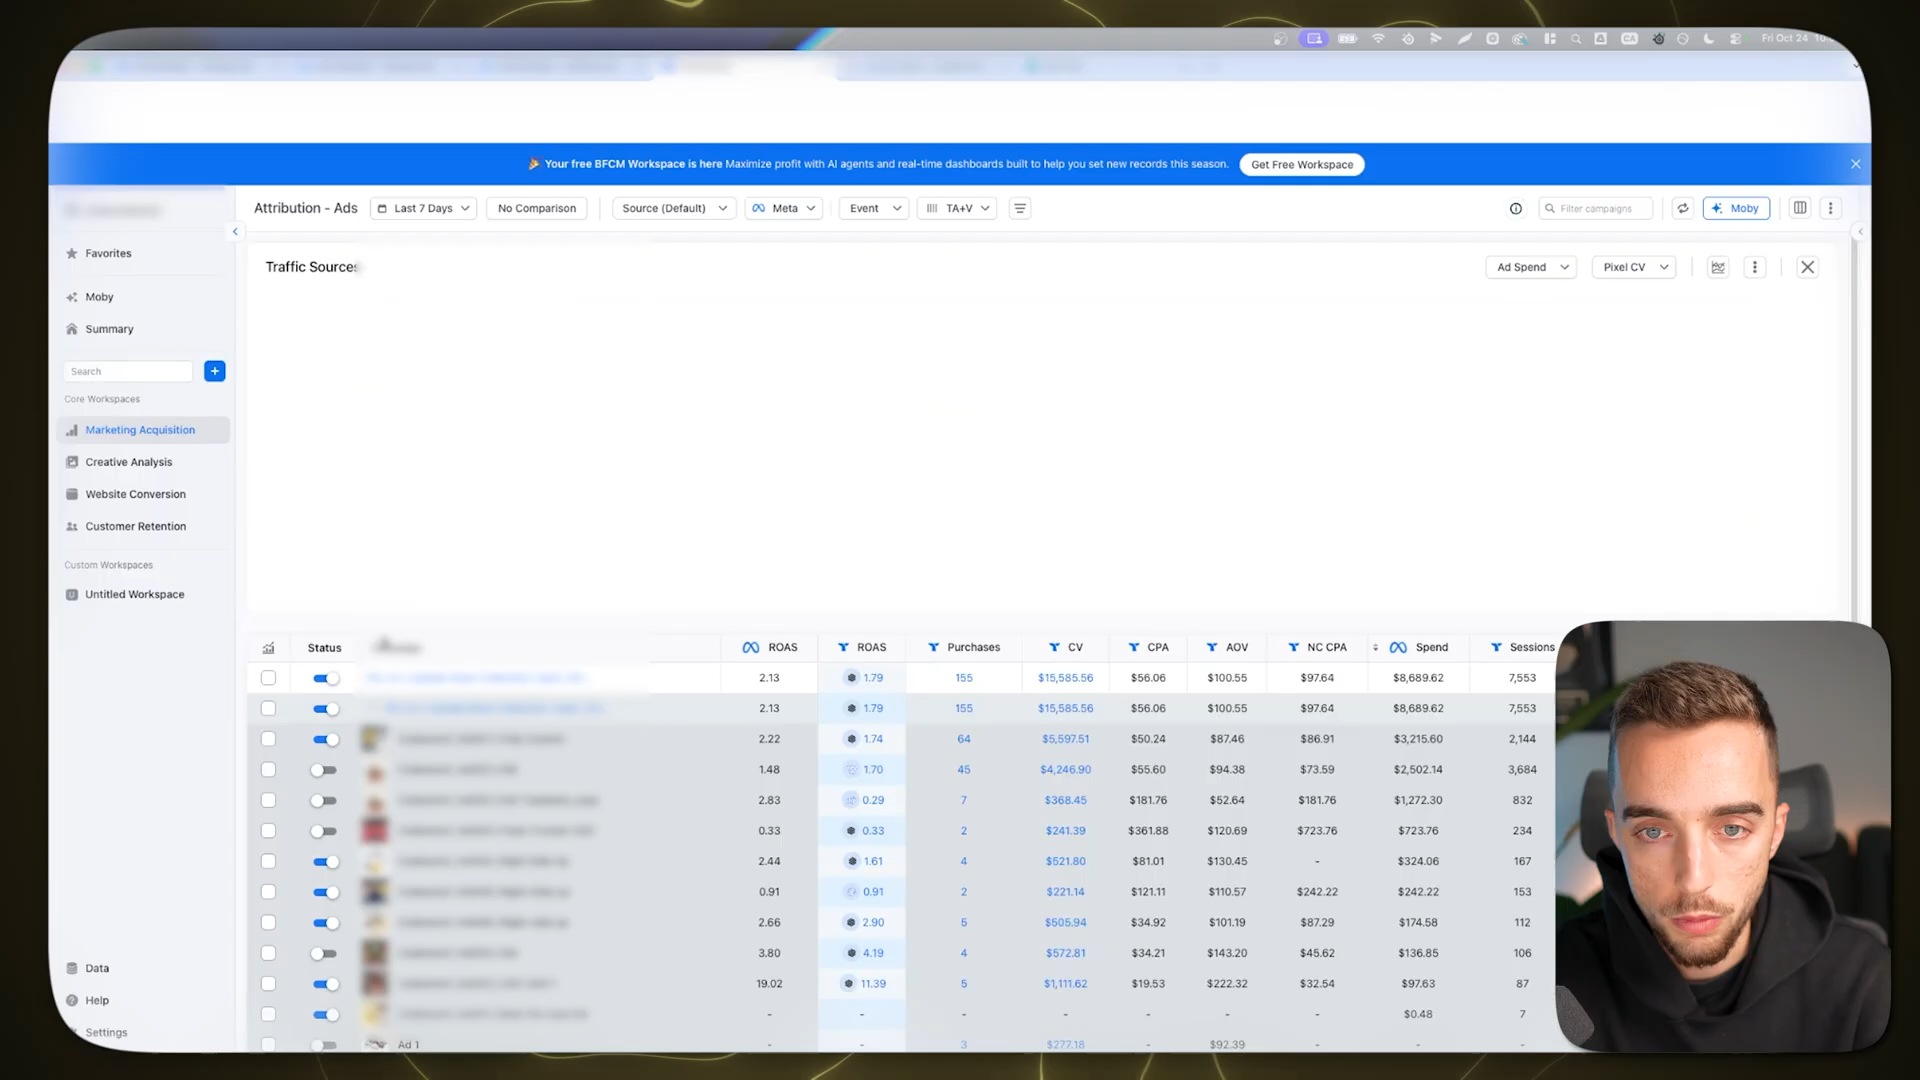 Fri Oct 24
Your free BFCM Workspace is here Maximize profit with AI agents and real-time dashboards built to help you set new records this season. Get Free Workspace
Attribution - Ads Last 7 Days No Comparison Source (Default) Meta Event TA+V Filter campaigns Moby
Favorites
Traffic Sources Ad Spend Pixel CV
Moby
Summary
Search
Core Workspaces
Marketing Acquisition
Creative Analysis
Website Conversion
Customer Retention
Custom Workspaces
Untitled Workspace
Status ROAS ROAS Purchases CV CPA AOV NC CPA Spend Sessions
2.13 1.79 155 $15,585.56 $56.06 $100.55 $97.64 $8,689.62 7,553
2.13 1.79 155 $15,585.56 $56.06 $100.55 $97.64 $8,689.62 7,553
2.22 1.74 64 $5,597.51 $50.24 $87.46 $86.91 $3,215.60 2,144
1.48 1.70 45 $4,246.90 $55.60 $94.38 $73.59 $2,502.14 3,684
2.83 0.29 7 $368.45 $181.76 $52.64 $181.76 $1,272.30 832
0.33 0.33 2 $241.39 $361.88 $120.69 $723.76 $723.76 234
2.44 1.61 4 $521.80 $81.01 $130.45 - $324.06 167
0.91 0.91 2 $221.14 $121.11 $110.57 $242.22 $242.22 153
2.66 2.90 5 $505.94 $34.92 $101.19 $87.29 $174.58 112
3.80 4.19 4 $572.81 $34.21 $143.20 $45.62 $136.85 106
19.02 11.39 5 $1,111.62 $19.53 $222.32 $32.54 $97.63 87
- - - - - - - $0.48 7
Ad 1 - - 3 $277.18 - $92.39 - - -
Data
Help
Settings